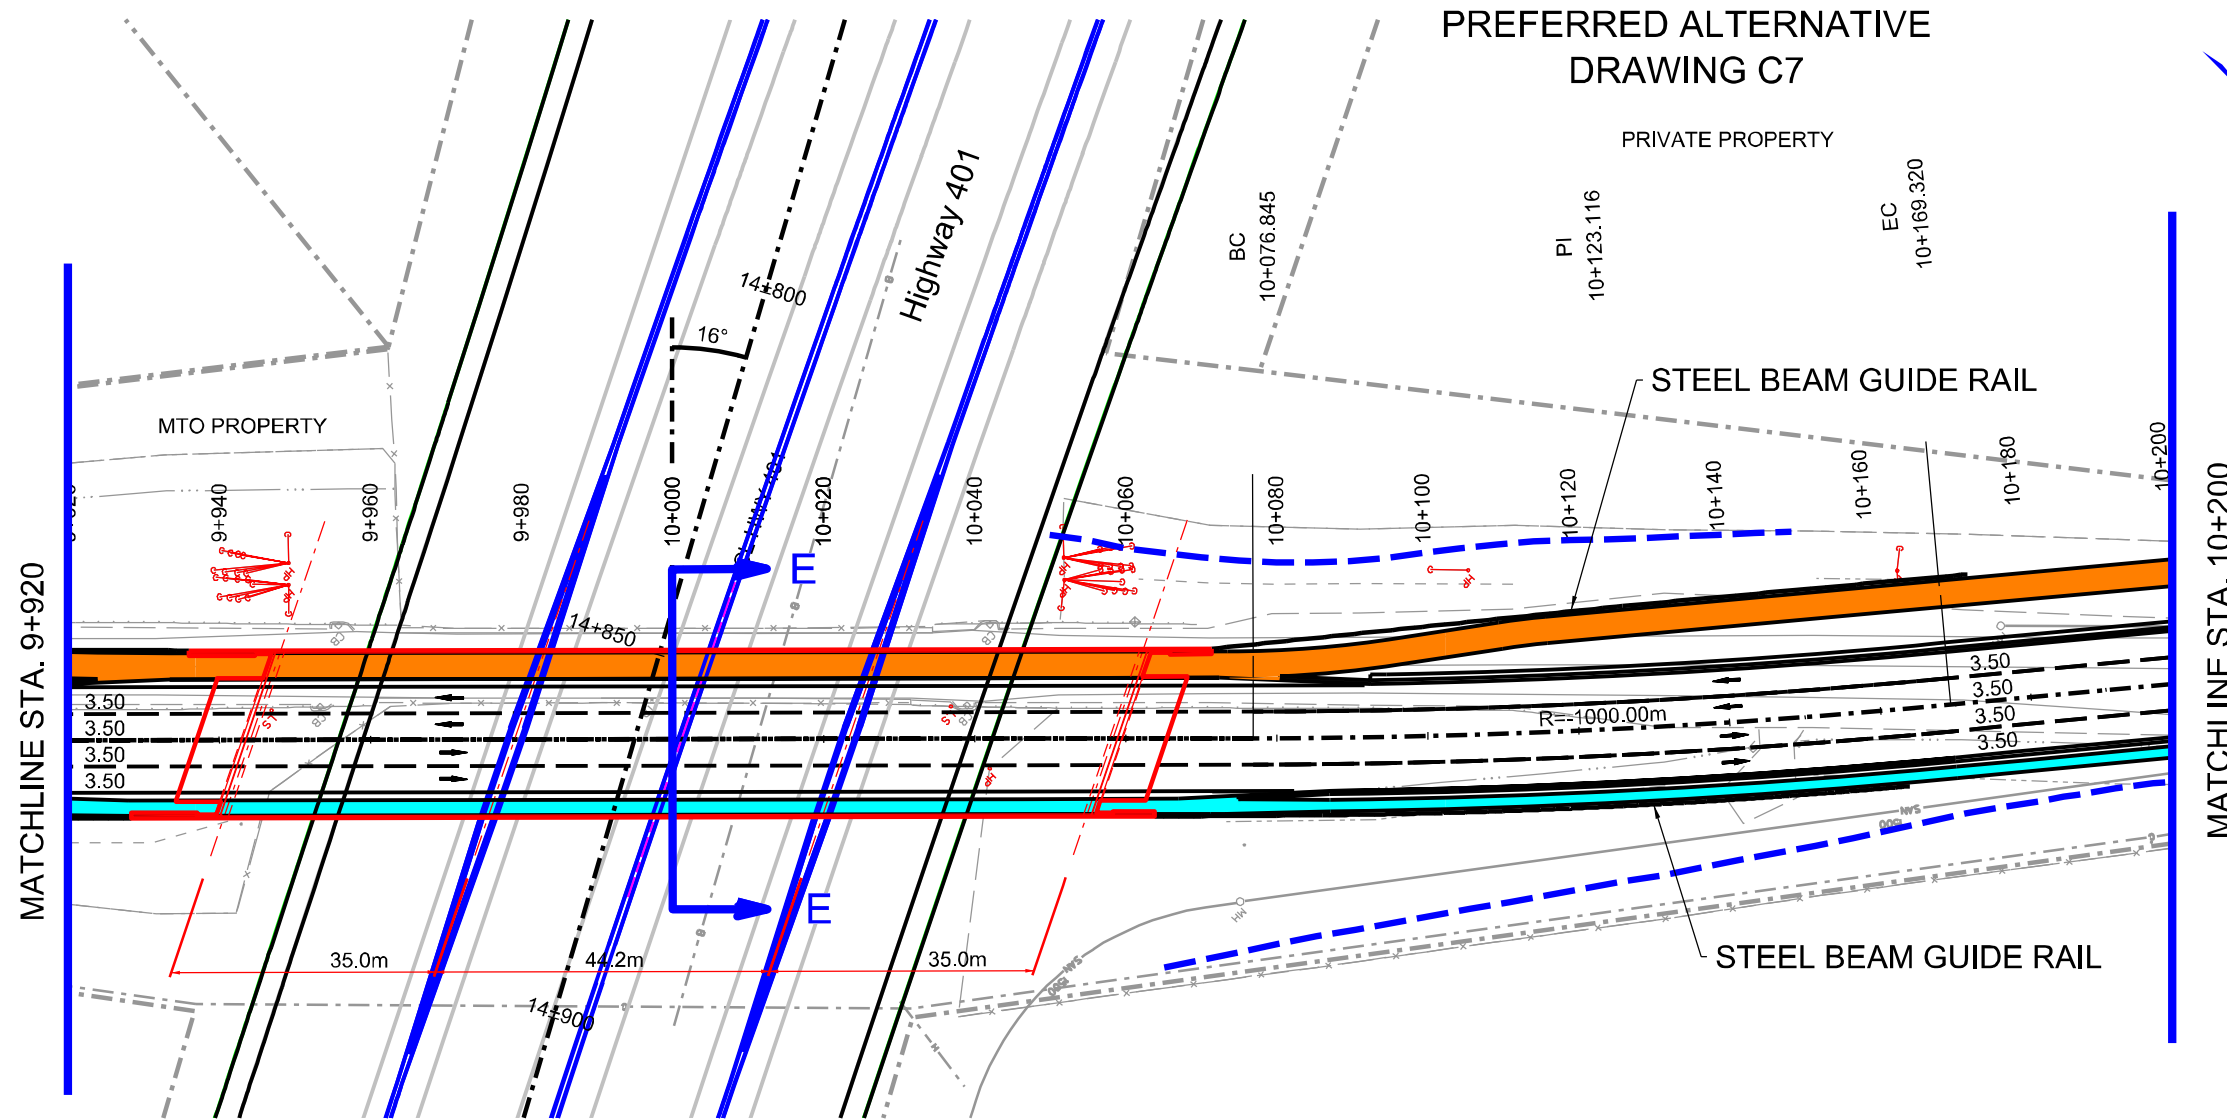 PREFERRED ALTERNATIVE
DRAWING C7
PRIVATE PROPERTY
BC
10+076.845
PI
10+123.116
EC
10+169.320
Highway 401
14+800
16°
STEEL BEAM GUIDE RAIL
MTO PROPERTY
9+940
9+960
9+980
10+000
10+020
10+040
10+060
10+080
10+100
10+120
10+140
10+160
10+180
10+200
MATCHLINE STA. 9+920
MATCHLINE STA. 10+200
E
14+850
3.50
3.50
3.50
3.50
R=-1000.00m
3.50
3.50
3.50
3.50
E
35.0m
44.2m
35.0m
14+900
MH
SAN 1500
SAN 1500
STEEL BEAM GUIDE RAIL